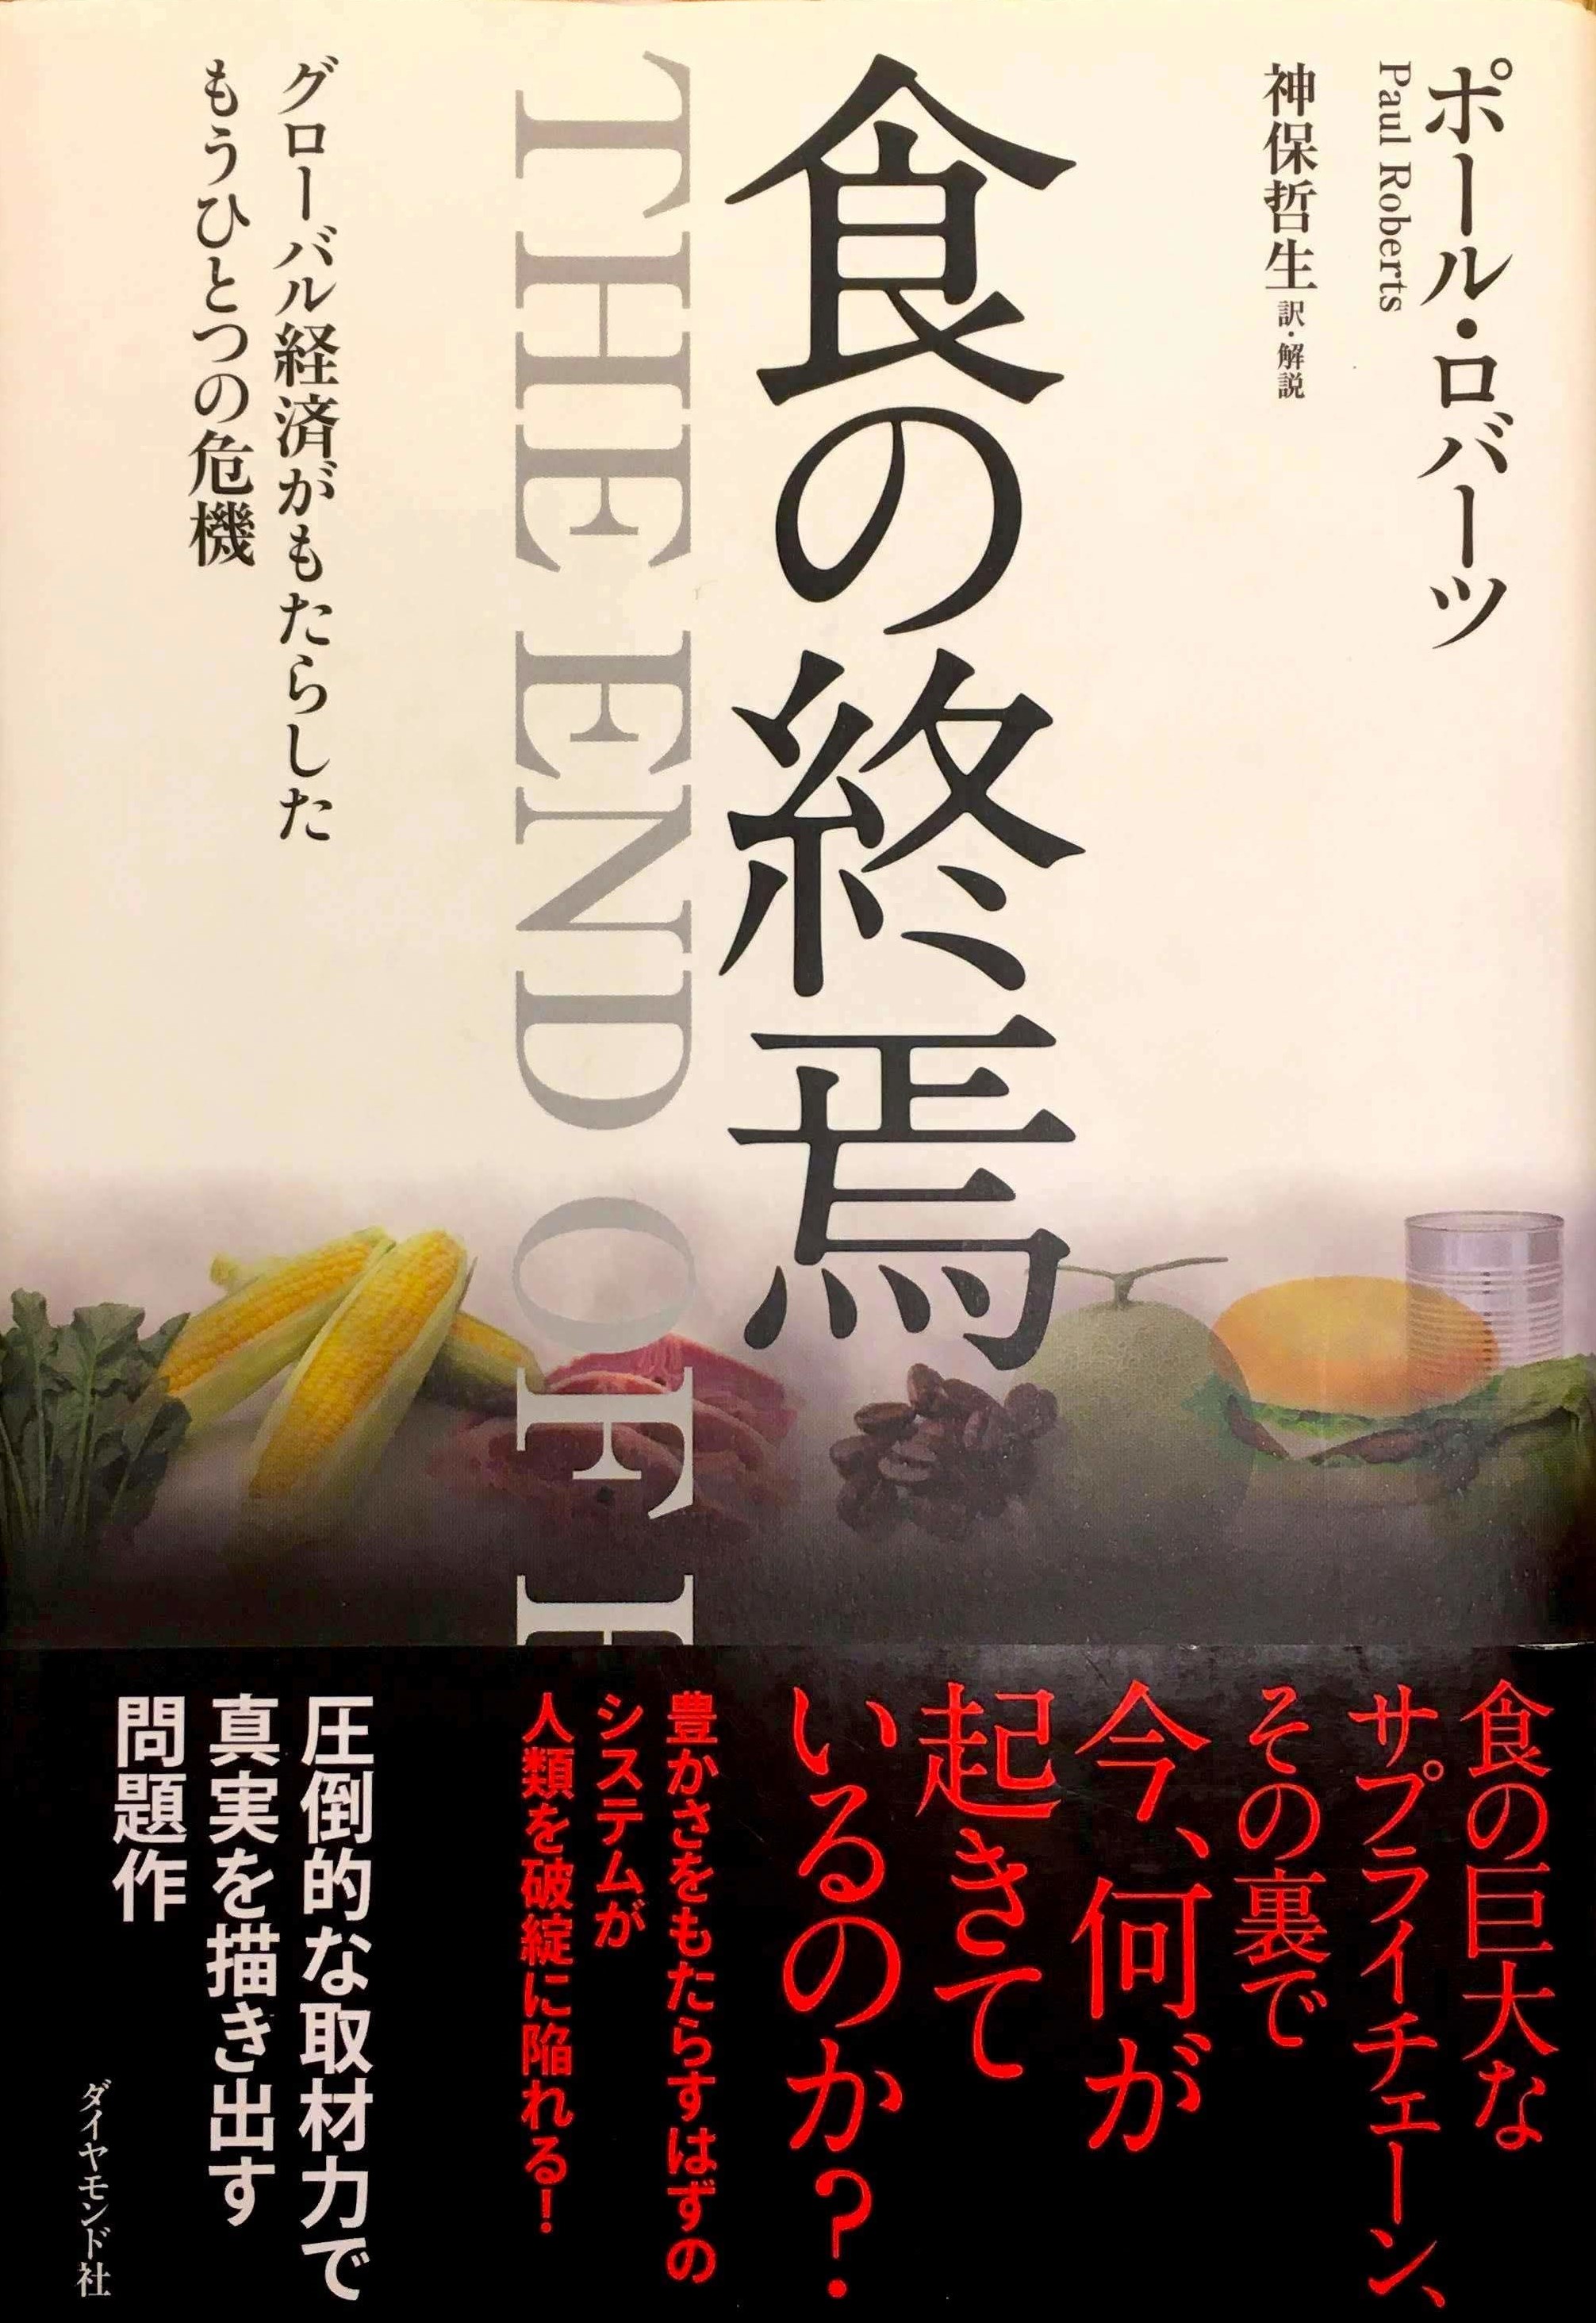 ポール・ロバーツ
Paul Roberts
神保哲生 訳・解説
食の終焉
THE END OF F
グローバル経済がもたらした
もうひとつの危機
食の巨大な
サプライチェーン、
その裏で
今、何が
起きて
いるのか?
豊かさをもたらすはずの
システムが
人類を破綻に陥れる!
圧倒的な取材力で
真実を描き出す
問題作
ダイヤモンド社